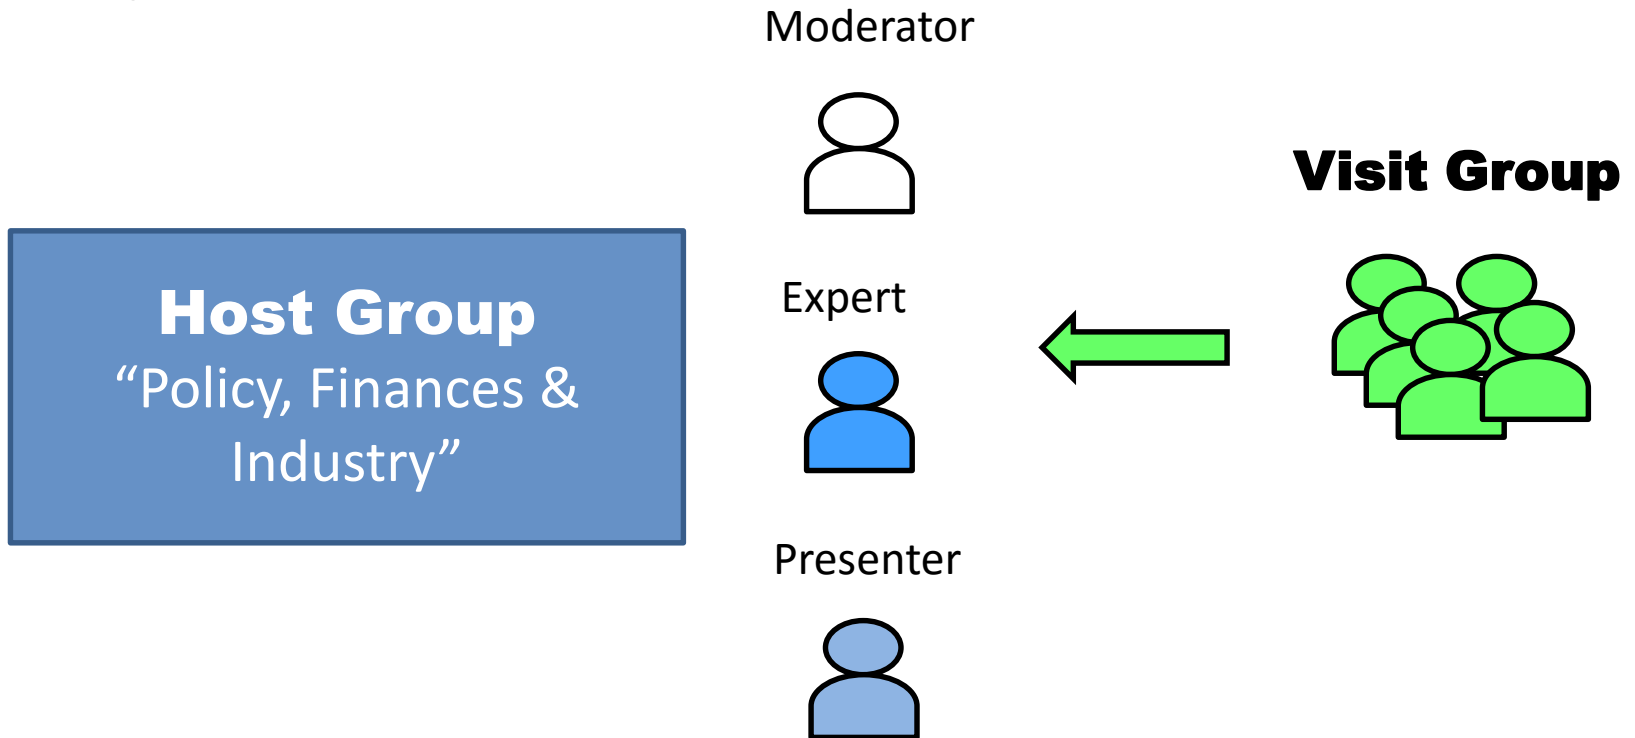 Moderator
Visit Group
Host Group
“Policy, Finances &
Industry”
Expert
Presenter